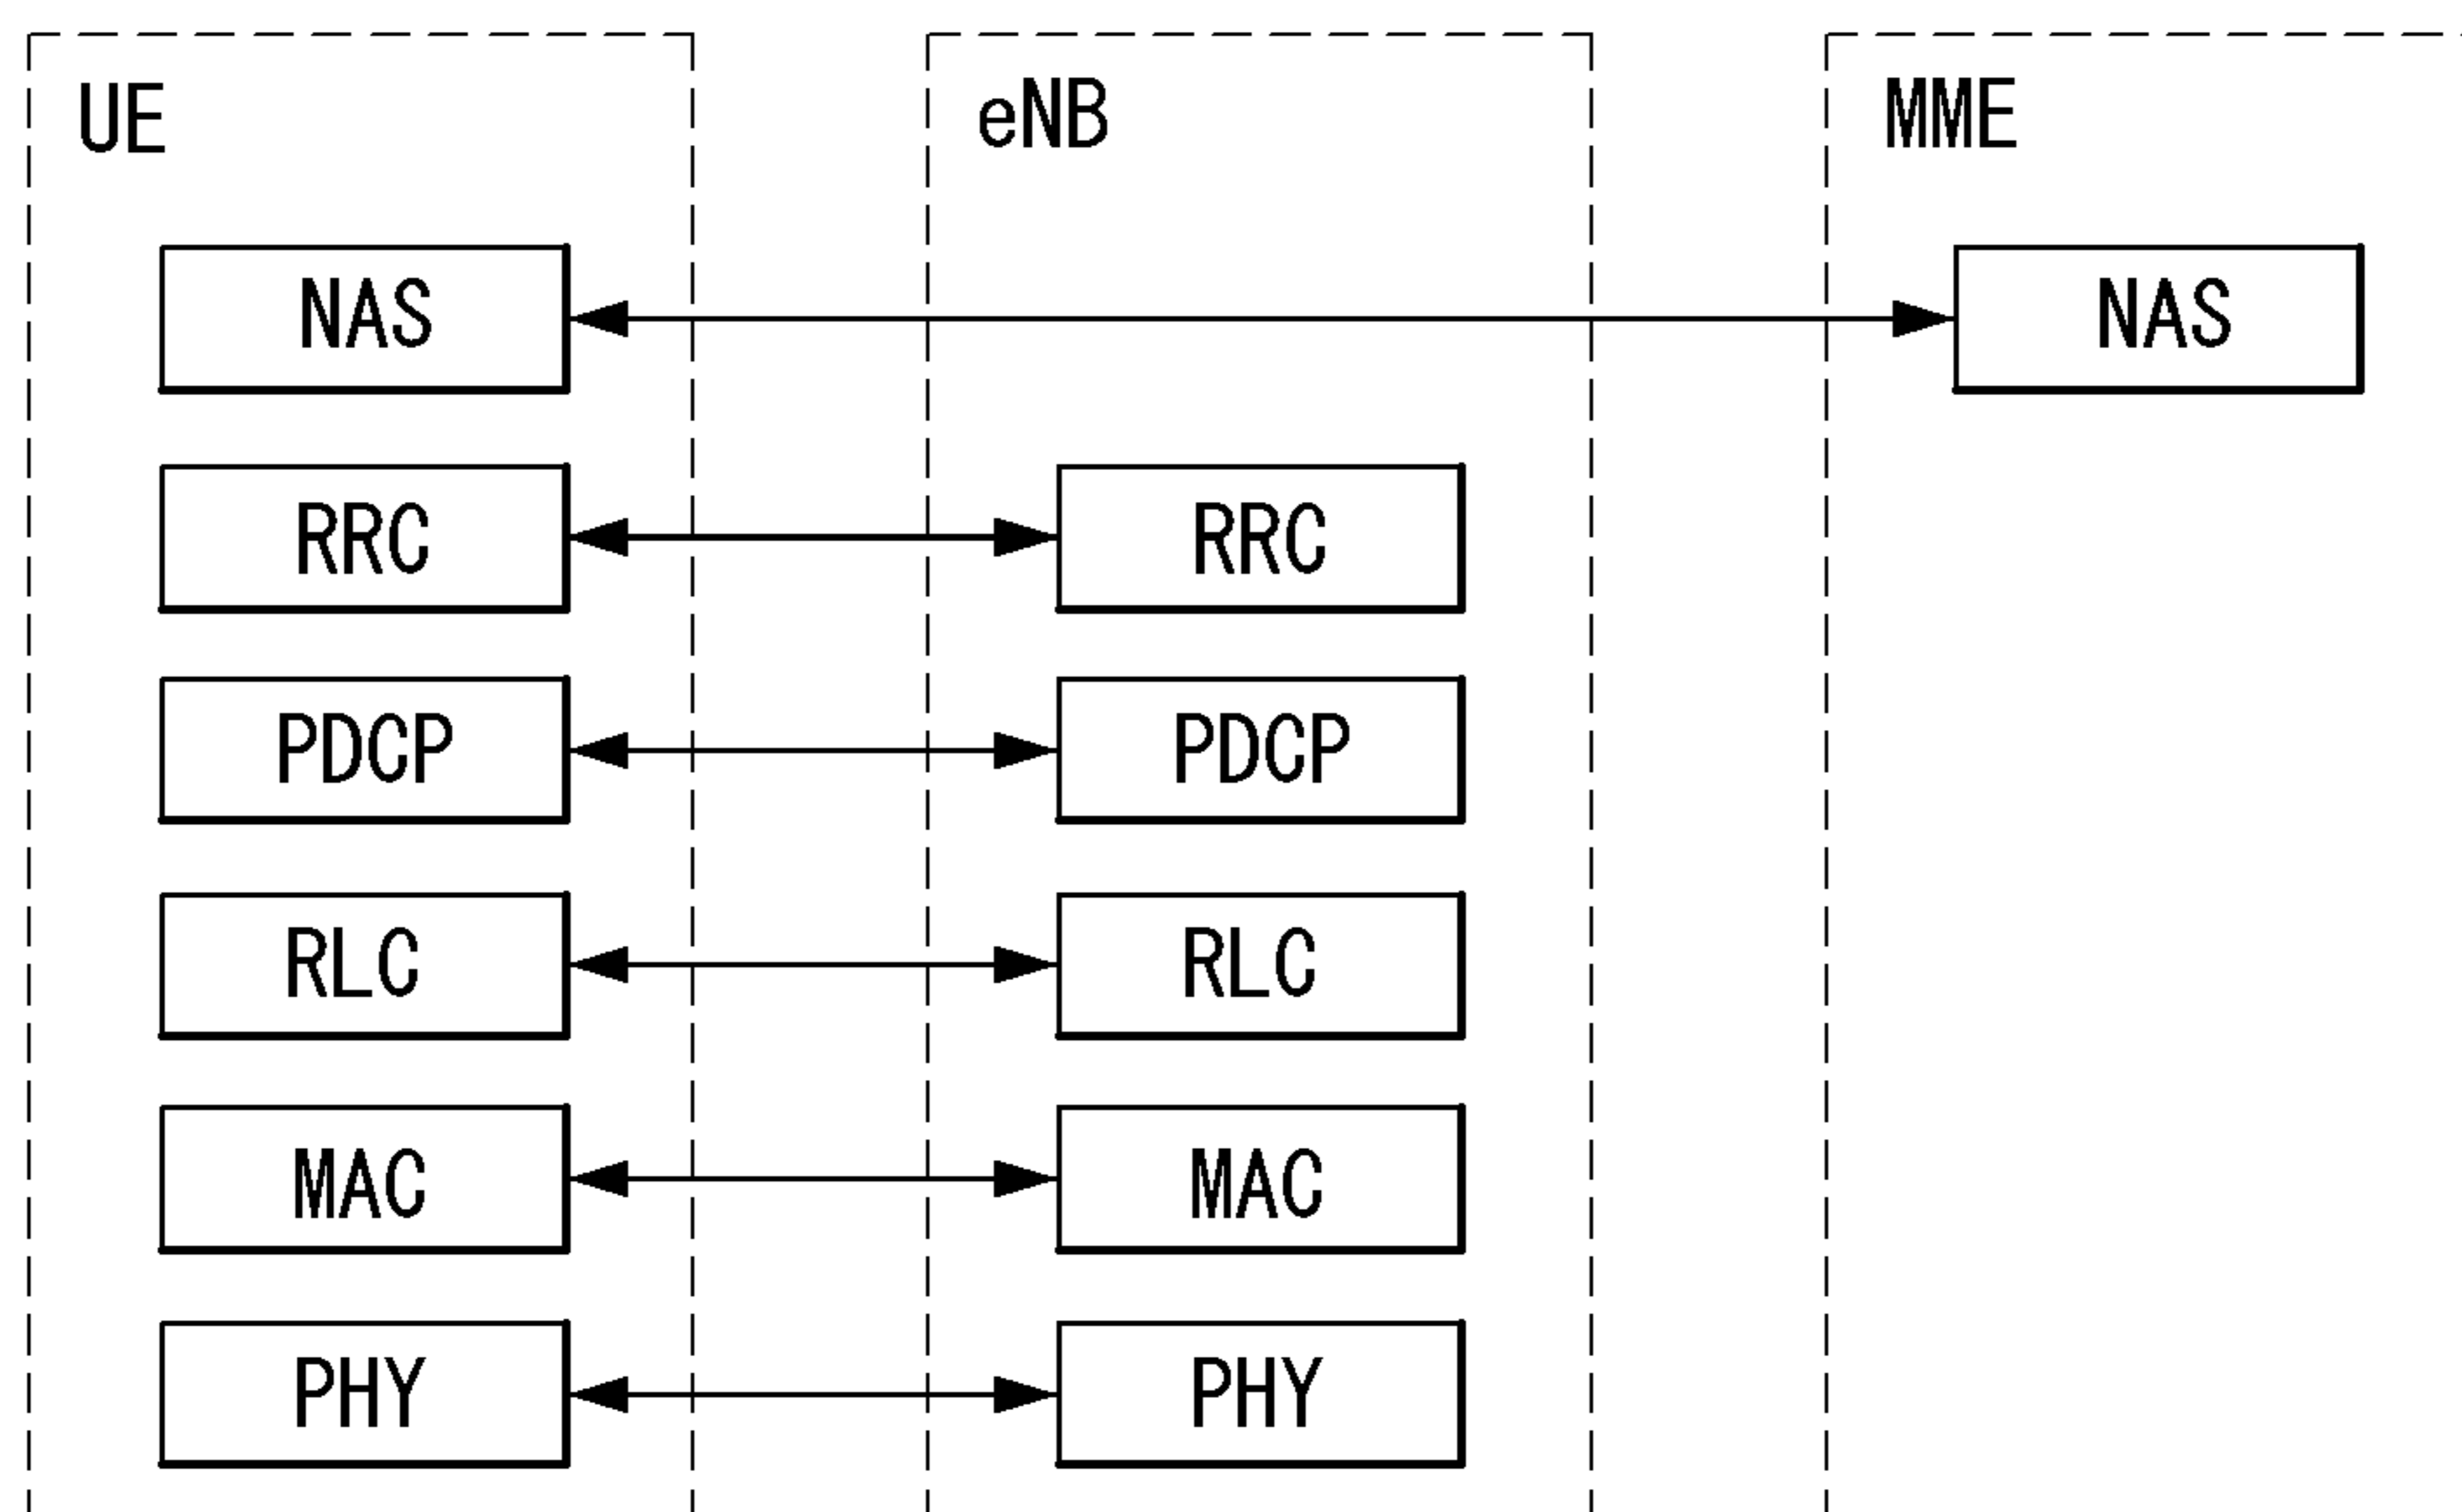 UE eNB MME
NAS NAS
RRC RRC
PDCP PDCP
RLC RLC
MAC MAC
PHY PHY